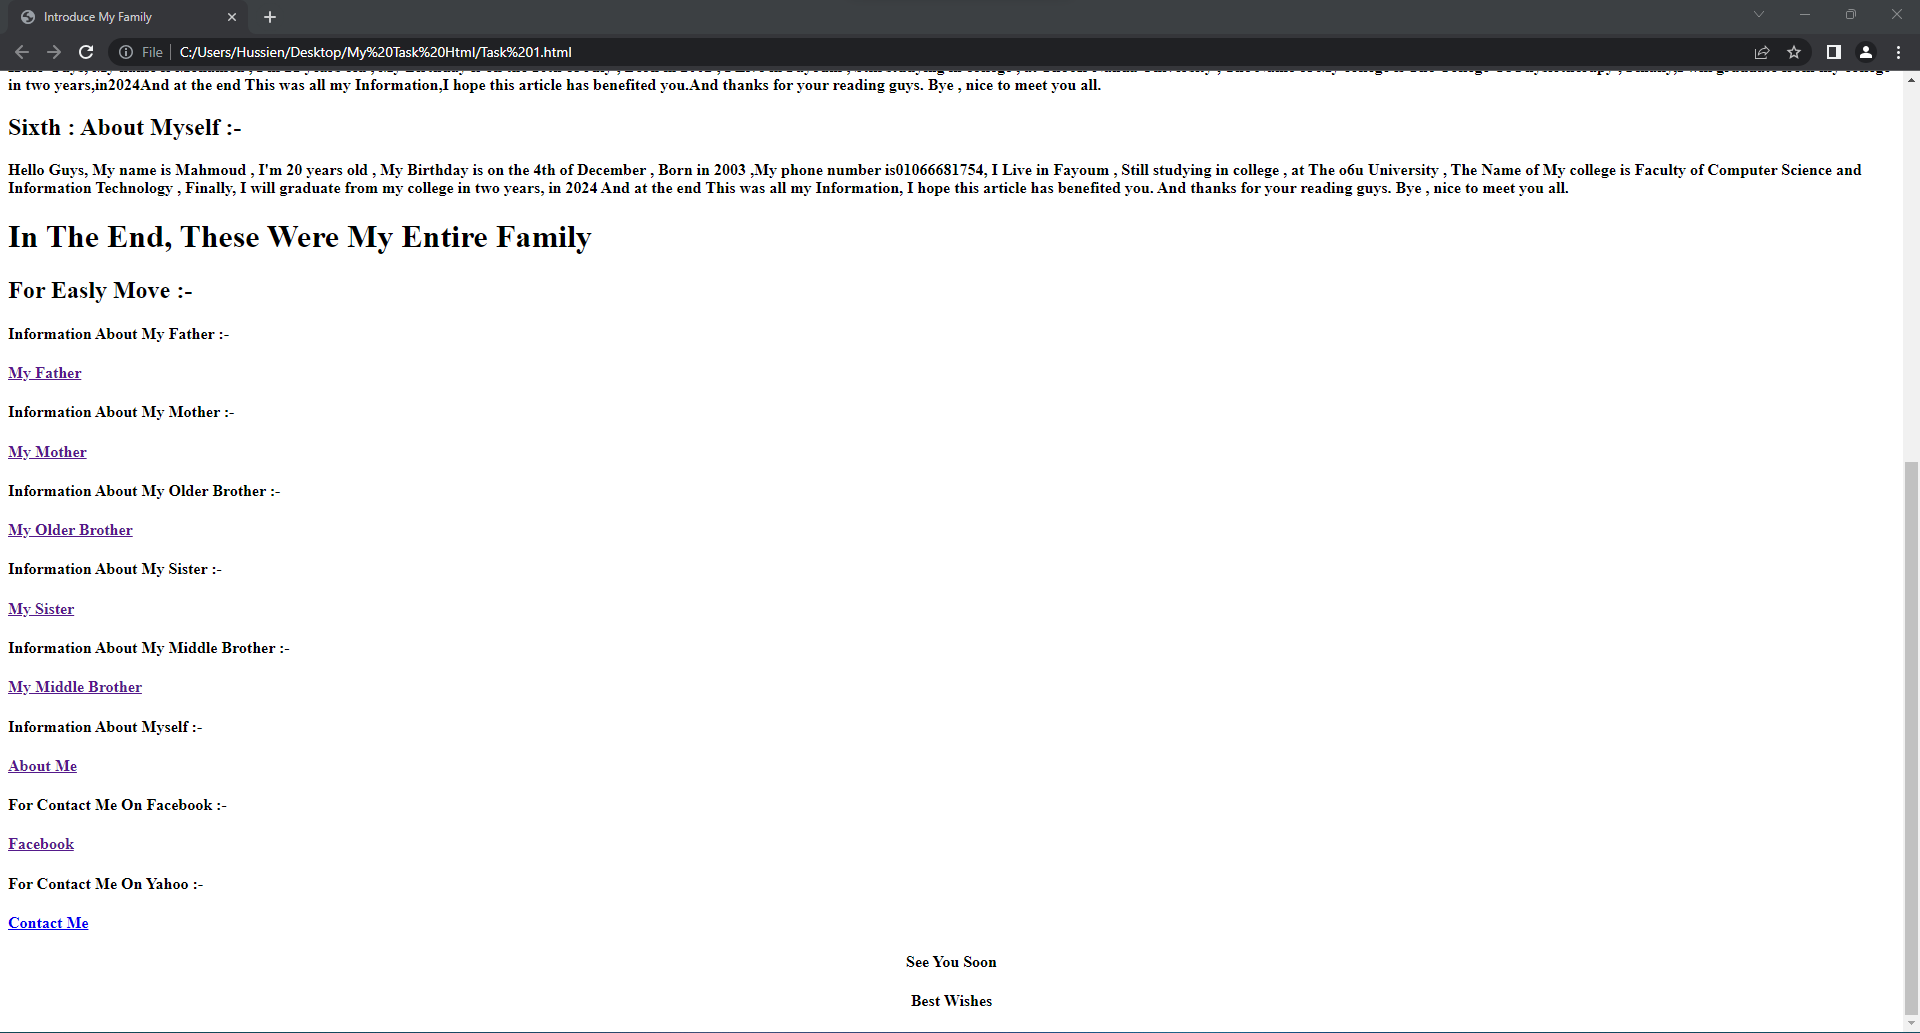 Introduce My Family
File
C:/Users/Hussien/Desktop/My%20Task%20Html/Task%201.html
in two years,in2024And at the end This was all my Information,I hope this article has benefited you.And thanks for your reading guys. Bye , nice to meet you all.
Sixth : About Myself :-
Hello Guys, My name is Mahmoud , I'm 20 years old , My Birthday is on the 4th of December , Born in 2003 ,My phone number is01066681754, I Live in Fayoum , Still studying in college , at The o6u University , The Name of My college is Faculty of Computer Science and
Information Technology , Finally, I will graduate from my college in two years, in 2024 And at the end This was all my Information, I hope this article has benefited you. And thanks for your reading guys. Bye , nice to meet you all.
In The End, These Were My Entire Family
For Easly Move :-
Information About My Father :-
My Father
Information About My Mother :-
My Mother
Information About My Older Brother :-
My Older Brother
Information About My Sister :-
My Sister
Information About My Middle Brother :-
My Middle Brother
Information About Myself :-
About Me
For Contact Me On Facebook :-
Facebook
For Contact Me On Yahoo :-
Contact Me
See You Soon
Best Wishes